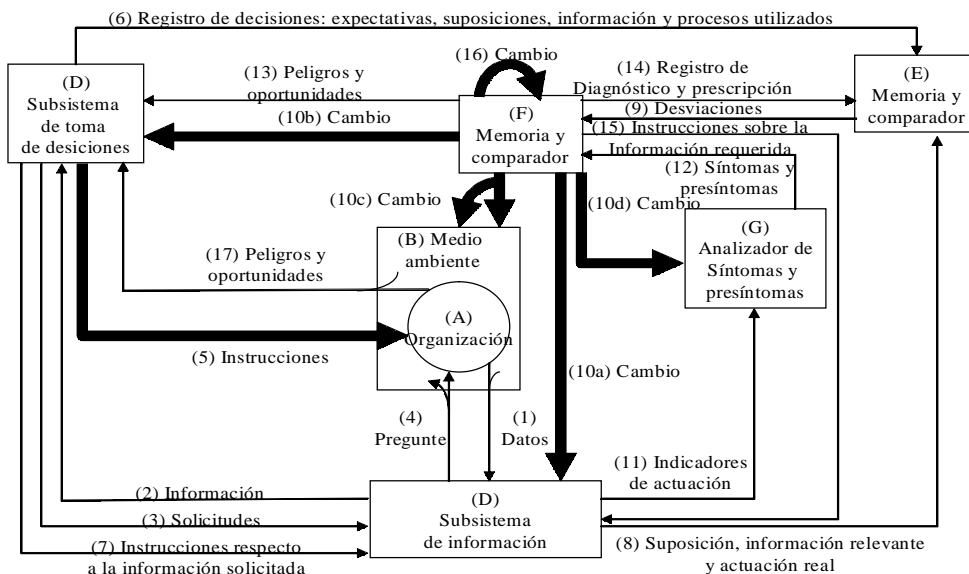 (6) Registro de decisiones: expectativas, suposiciones, información y procesos utilizados
(D)
Subsistema
de toma
de desiciones
(13) Peligros y
oportunidades
(10b) Cambio
(16) Cambio
(F)
Memoria y
comparador
(14) Registro de
Diagnóstico y prescripción
(9) Desviaciones
(15) Instrucciones sobre la
Información requerida
(E)
Memoria y
comparador
(12) Síntomas y
presíntomas
(10c) Cambio
(10d) Cambio
(G)
Analizador de
Síntomas y
presíntomas
(17) Peligros y
oportunidades
(B) Medio
ambiente
(A)
Organización
(5) Instrucciones
(10a) Cambio
(4)
Pregunte
(1)
Datos
(11) Indicadores
de actuación
(2) Información
(3) Solicitudes
(7) Instrucciones respecto
a la información solicitada
(D)
Subsistema
de información
(8) Suposición, información relevante
y actuación real